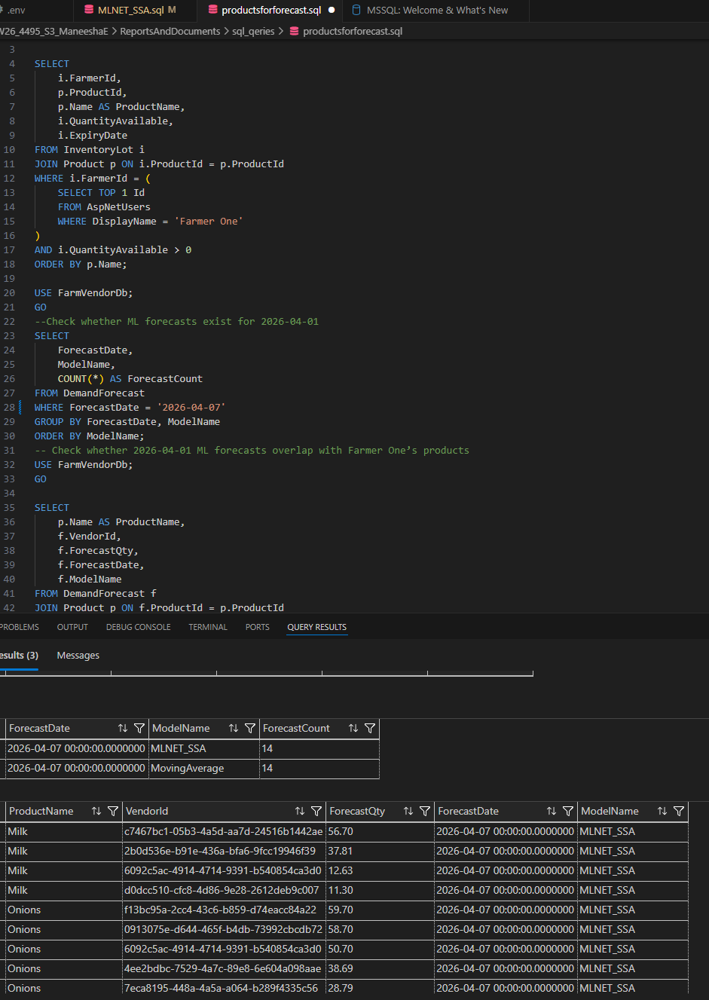 .env
MLNET_SSA.sql M
productsforforecast.sql
MSSQL: Welcome & What's New
W26_4495_S3_ManeeshaE > ReportsAndDocuments > sql_qeries > productsforforecast.sql
3
4 SELECT
5 i.FarmerId,
6 p.ProductId,
7 p.Name AS ProductName,
8 i.QuantityAvailable,
9 i.ExpiryDate
10 FROM InventoryLot i
11 JOIN Product p ON i.ProductId = p.ProductId
12 WHERE i.FarmerId = (
13 SELECT TOP 1 Id
14 FROM AspNetUsers
15 WHERE DisplayName = 'Farmer One'
16 )
17 AND i.QuantityAvailable > 0
18 ORDER BY p.Name;
19
20 USE FarmVendorDb;
21 GO
22 --Check whether ML forecasts exist for 2026-04-01
23 SELECT
24 ForecastDate,
25 ModelName,
26 COUNT(*) AS ForecastCount
27 FROM DemandForecast
28 WHERE ForecastDate = '2026-04-07'
29 GROUP BY ForecastDate, ModelName
30 ORDER BY ModelName;
31 -- Check whether 2026-04-01 ML forecasts overlap with Farmer One’s products
32 USE FarmVendorDb;
33 GO
34
35 SELECT
36 p.Name AS ProductName,
37 f.VendorId,
38 f.ForecastQty,
39 f.ForecastDate,
40 f.ModelName
41 FROM DemandForecast f
42 JOIN Product p ON f.ProductId = p.ProductId
PROBLEMS OUTPUT DEBUG CONSOLE TERMINAL PORTS QUERY RESULTS
esults (3) Messages
ForecastDate ModelName ForecastCount
2026-04-07 00:00:00.0000000 MLNET_SSA 14
2026-04-07 00:00:00.0000000 MovingAverage 14
ProductName VendorId ForecastQty ForecastDate ModelName
Milk c7467bc1-05b3-4a5d-aa7d-24516b1442ae 56.70 2026-04-07 00:00:00.0000000 MLNET_SSA
Milk 2b0d536e-b91e-436a-bfa6-9fcc19946f39 37.81 2026-04-07 00:00:00.0000000 MLNET_SSA
Milk 6092c5ac-4914-4714-9391-b540854ca3d0 12.63 2026-04-07 00:00:00.0000000 MLNET_SSA
Milk d0dcc510-cfc8-4d86-9e28-2612deb9c007 11.30 2026-04-07 00:00:00.0000000 MLNET_SSA
Onions f13bc95a-2cc4-43c6-b859-d74eacc84a22 59.70 2026-04-07 00:00:00.0000000 MLNET_SSA
Onions 0913075e-d644-465f-b4db-73992cbcdb72 58.70 2026-04-07 00:00:00.0000000 MLNET_SSA
Onions 6092c5ac-4914-4714-9391-b540854ca3d0 50.70 2026-04-07 00:00:00.0000000 MLNET_SSA
Onions 4ee2bdbc-7529-4a7c-89e8-6e604a098aae 38.69 2026-04-07 00:00:00.0000000 MLNET_SSA
Onions 7eca8195-448a-4a5a-a064-b289f4335c56 28.79 2026-04-07 00:00:00.0000000 MLNET_SSA